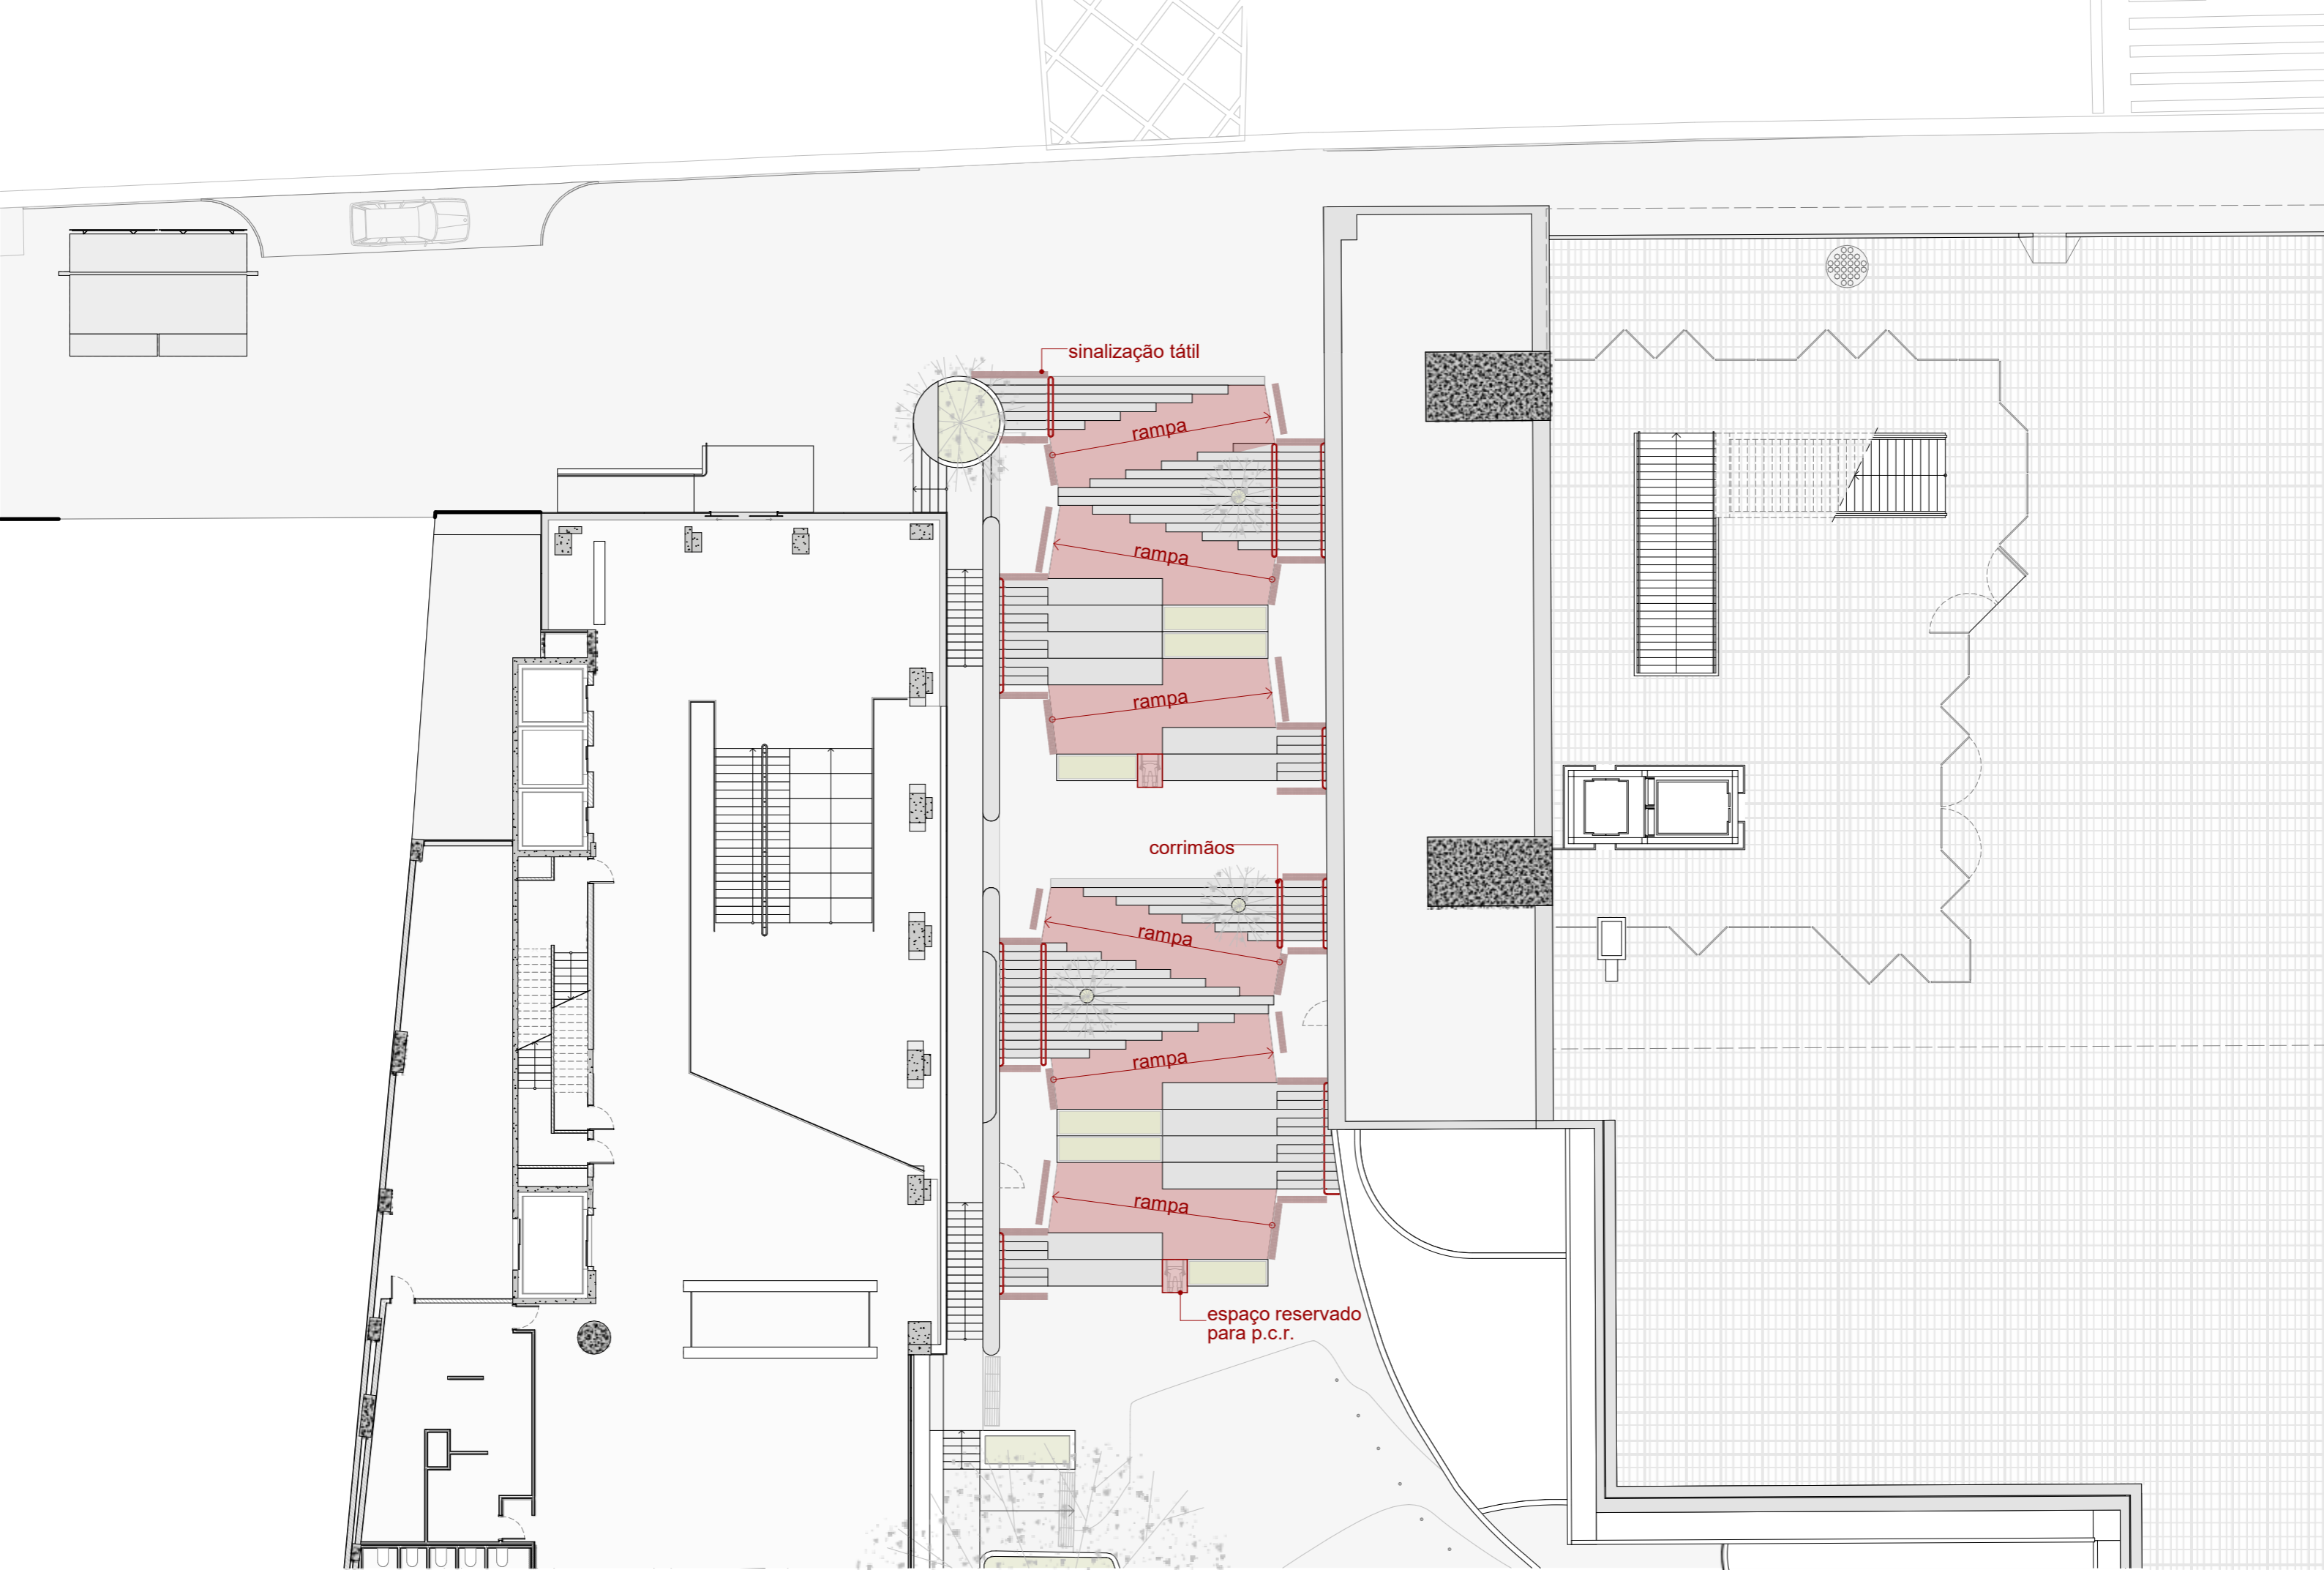 sinalização tátil
rampa
rampa
rampa
corrimãos
rampa
rampa
rampa
espaço reservado
para p.c.r.